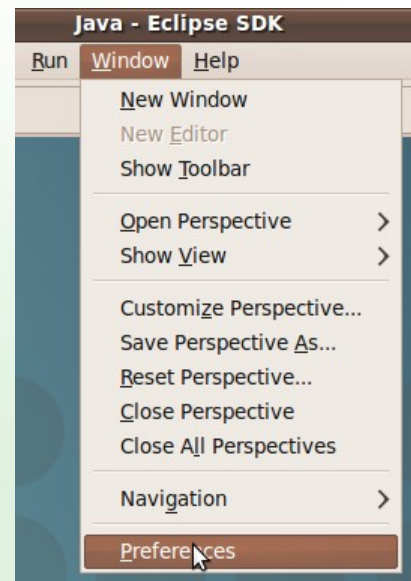 Java - Eclipse SDK
Run Window Help
New Window
New Editor
Show Toolbar
Open Perspective
Show View
Customize Perspective...
Save Perspective As...
Reset Perspective...
Close Perspective
Close All Perspectives
Navigation
Preferences